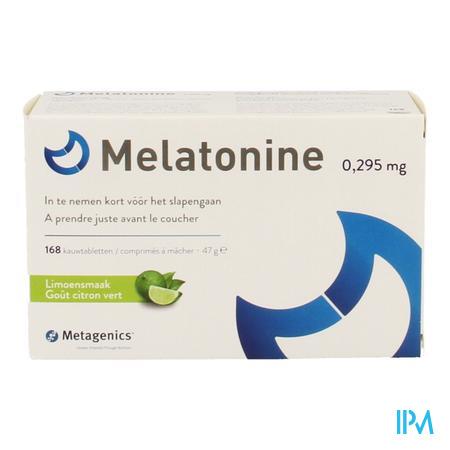 Melatonine 0,295 mg
In te nemen kort vóór het slapengaan
A prendre juste avant le coucher
168 kauwtabletten / comprimés à mâcher - 47 g ℮
Limoensmaak
Goût citron vert
Metagenics
IPM